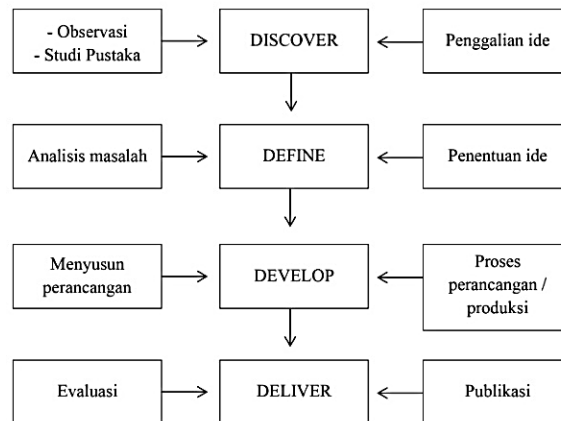 - Observasi
- Studi Pustaka
DISCOVER
Penggalian ide
Analisis masalah
DEFINE
Penentuan ide
Menyusun
perancangan
DEVELOP
Proses
perancangan /
produksi
Evaluasi
DELIVER
Publikasi